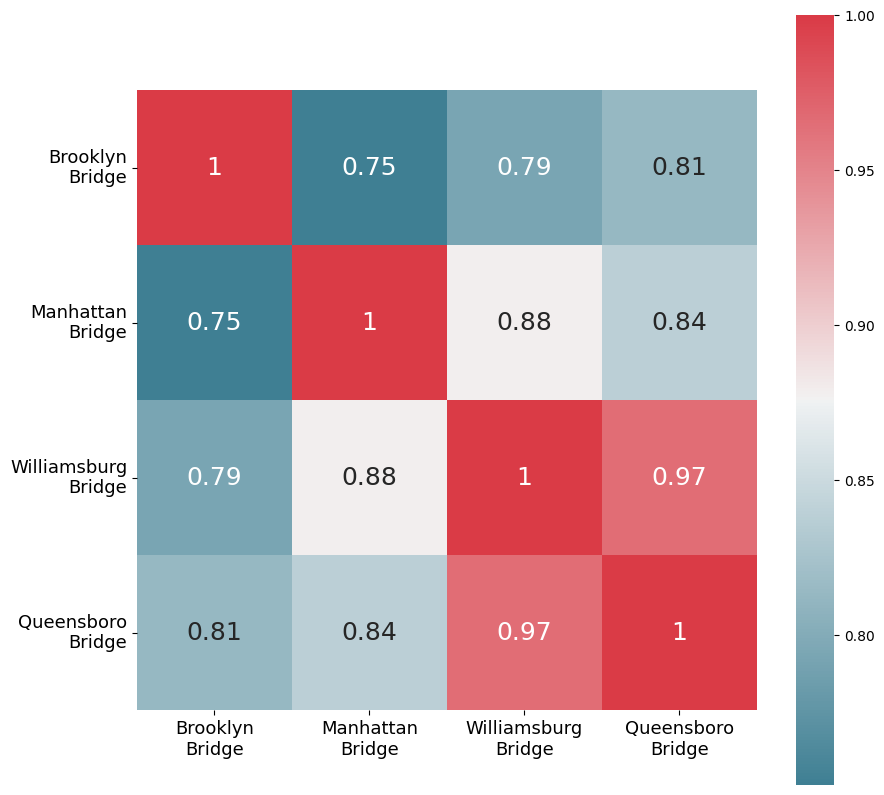 1.00
Brooklyn
Bridge
1 0.75 0.79 0.81
0.95
Manhattan
Bridge
0.75 1 0.88 0.84
0.90
Williamsburg
Bridge
0.79 0.88 1 0.97
0.85
Queensboro
Bridge
0.81 0.84 0.97 1
0.80
Brooklyn Manhattan Williamsburg Queensboro
Bridge Bridge Bridge Bridge